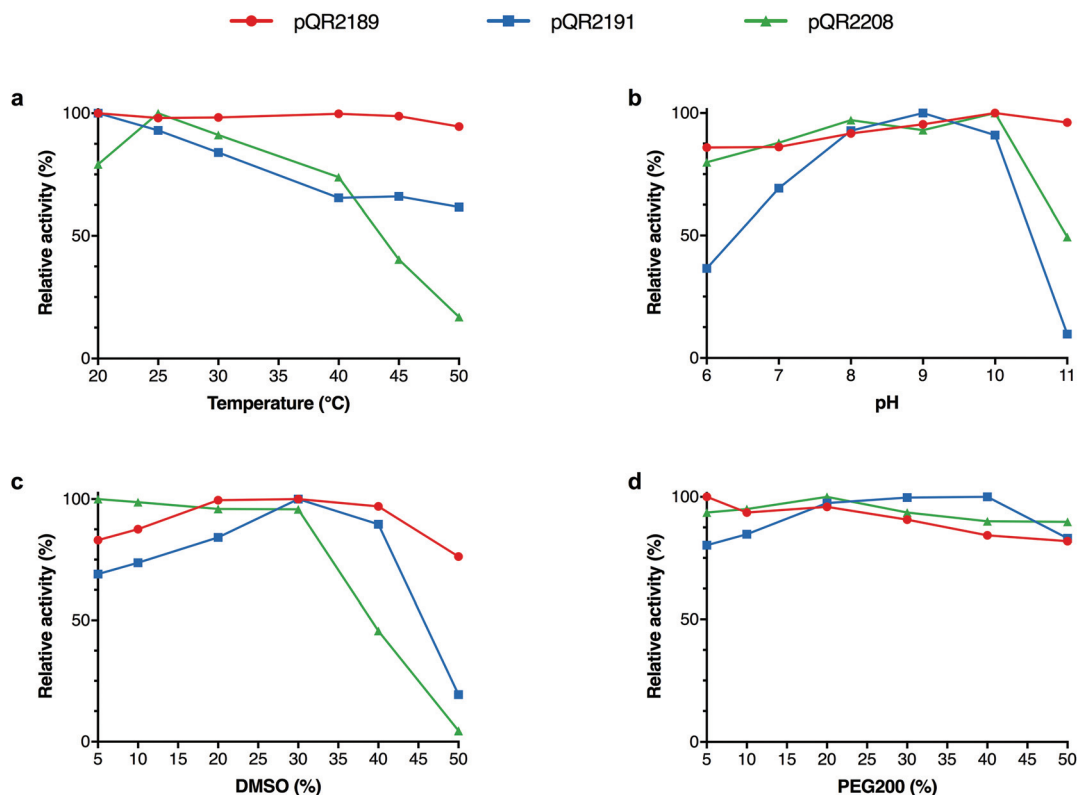 pQR2189 pQR2191 pQR2208
a
100
50
0
Relative activity (%)
20 25 30 40 45 50
Temperature (°C)
b
100
50
0
Relative activity (%)
6 7 8 9 10 11
pH
c
100
50
0
Relative activity (%)
5 10 15 20 25 30 35 40 45 50
DMSO (%)
d
100
50
0
Relative activity (%)
5 10 15 20 25 30 35 40 45 50
PEG200 (%)